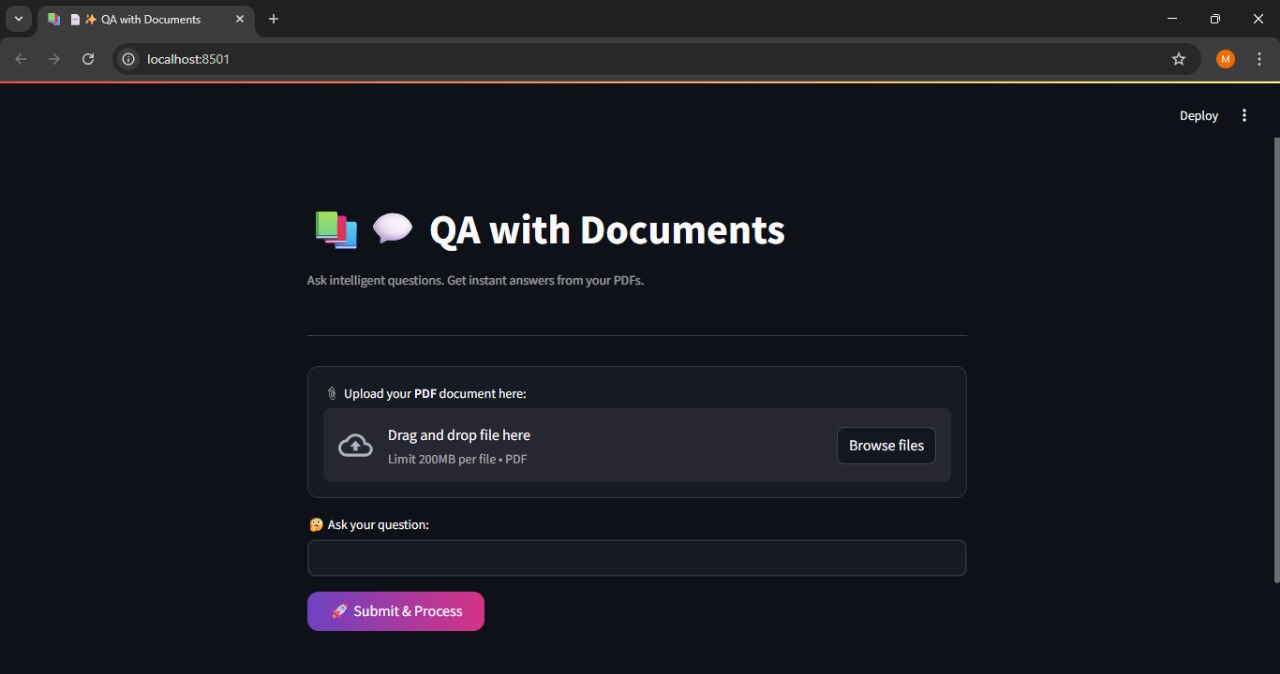 QA with Documents
localhost:8501
M
Deploy
QA with Documents
Ask intelligent questions. Get instant answers from your PDFs.
Upload your PDF document here:
Drag and drop file here
Limit 200MB per file • PDF
Browse files
Ask your question:
Submit & Process